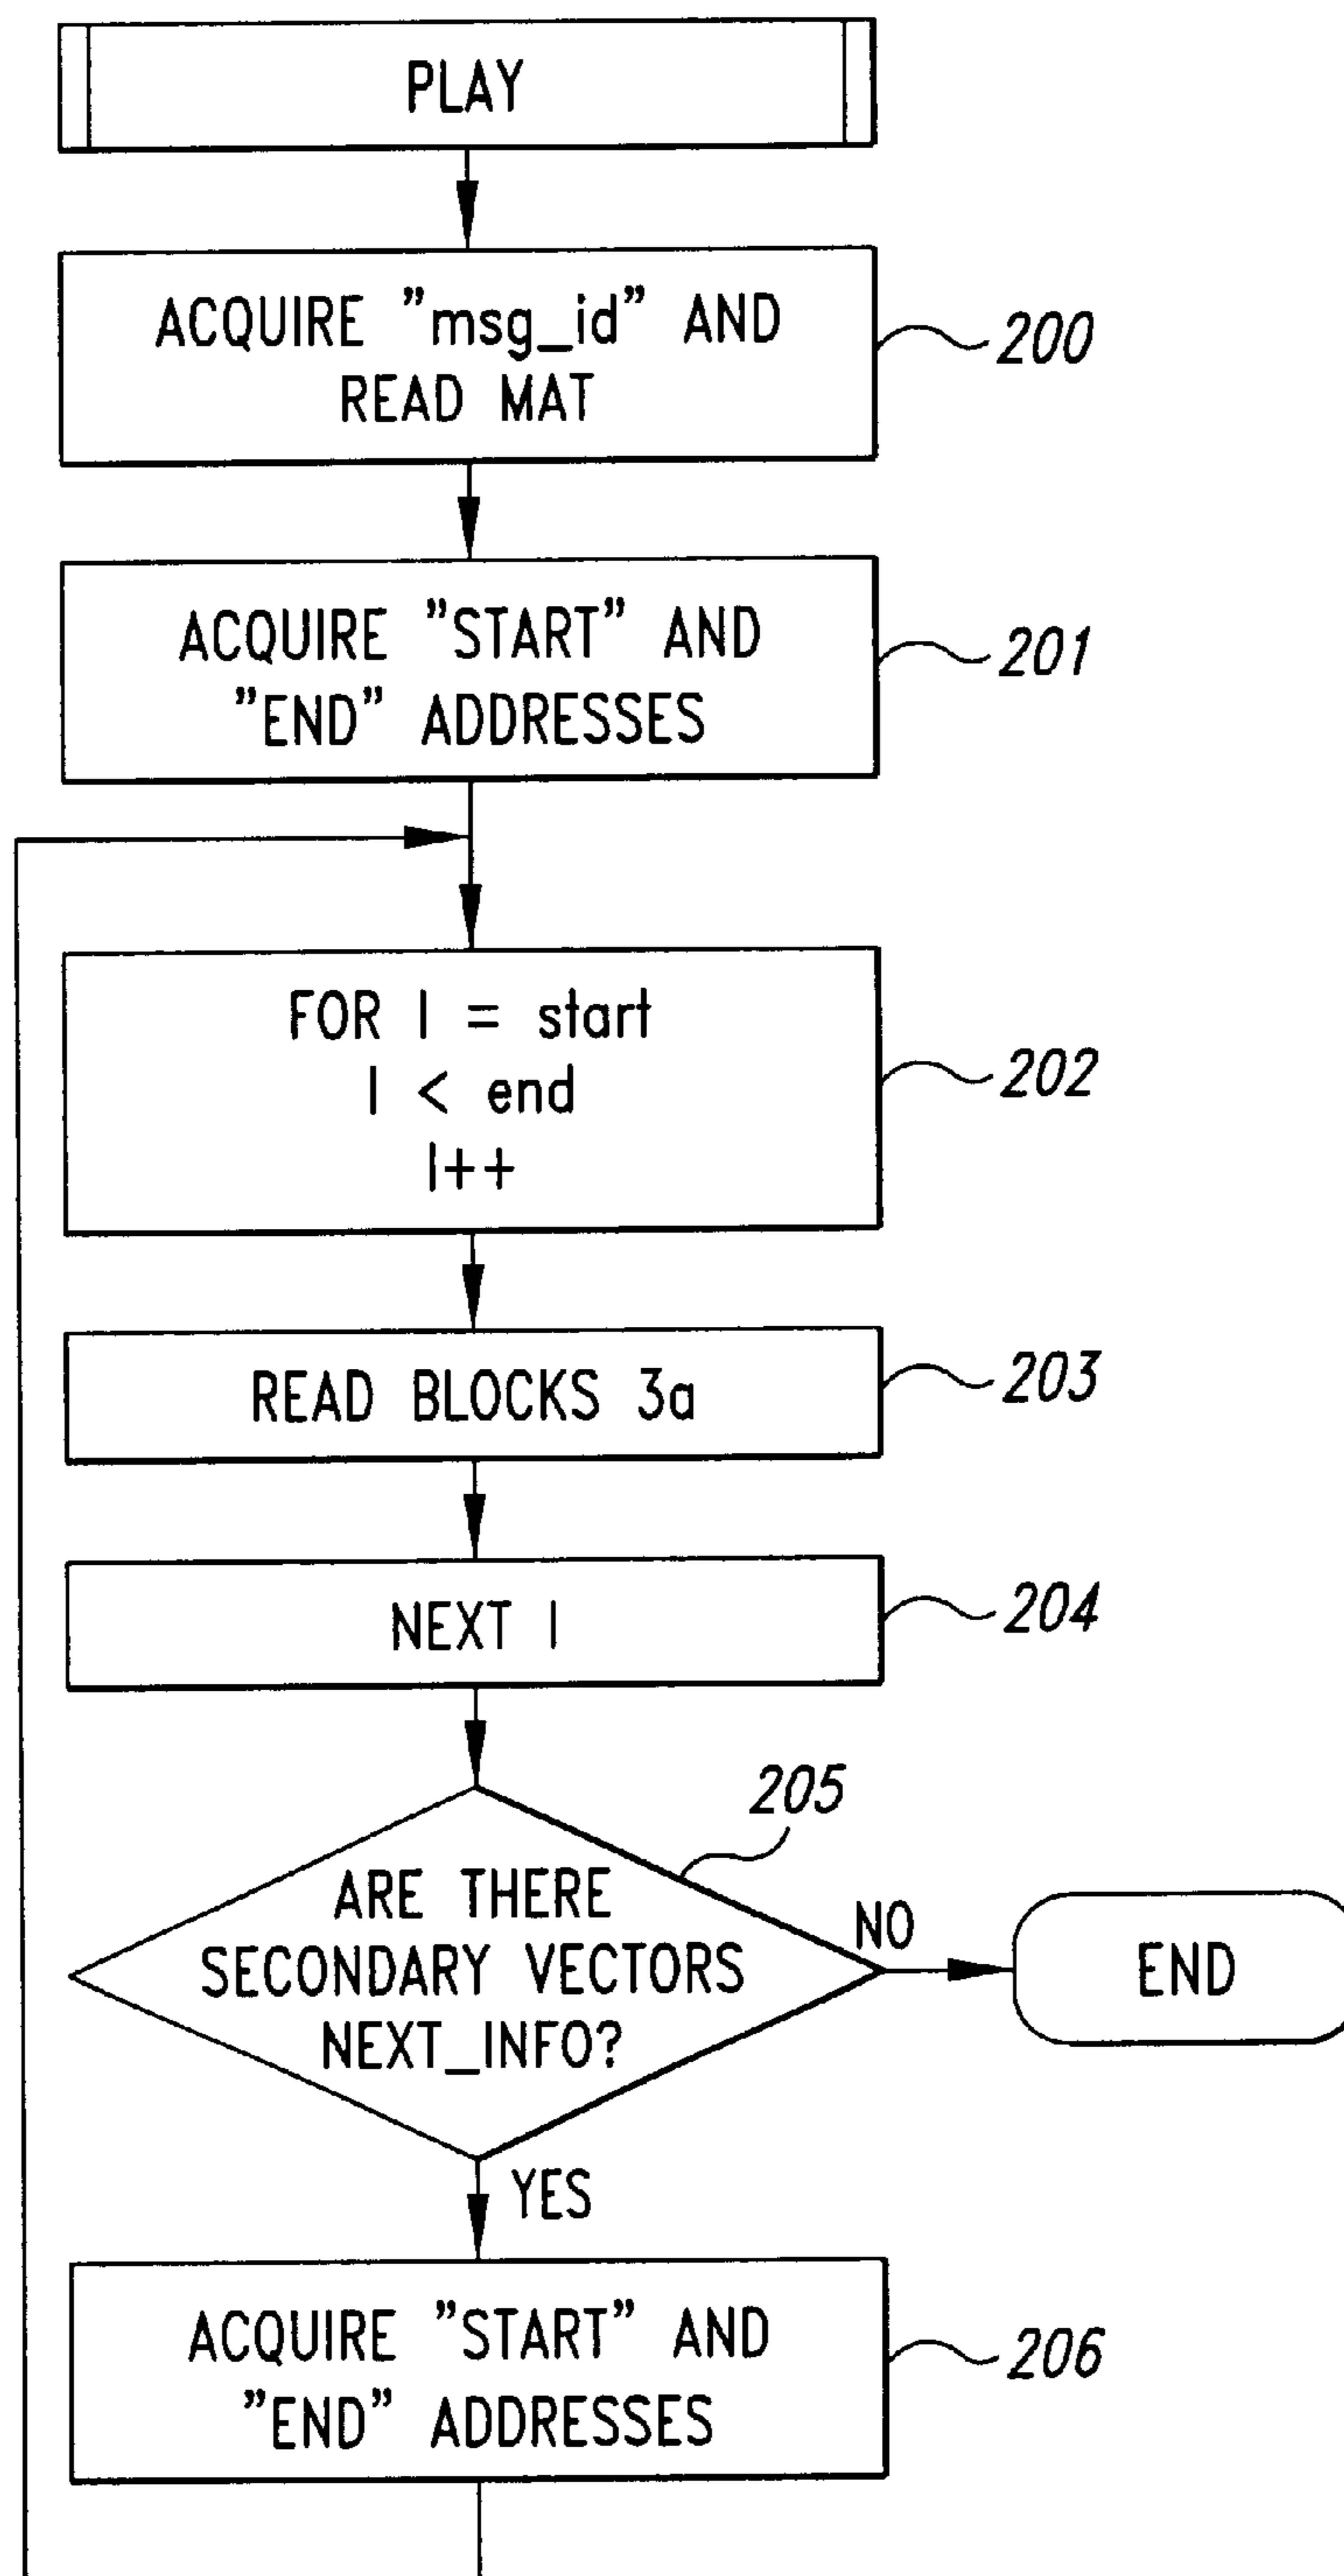 PLAY
ACQUIRE ”msg_id” AND
READ MAT
200
ACQUIRE ”START” AND
”END” ADDRESSES
201
FOR I = start
I < end
I++
202
READ BLOCKS 3a
203
NEXT I
204
205
ARE THERE
SECONDARY VECTORS
NEXT_INFO?
NO
END
YES
ACQUIRE ”START” AND
”END” ADDRESSES
206